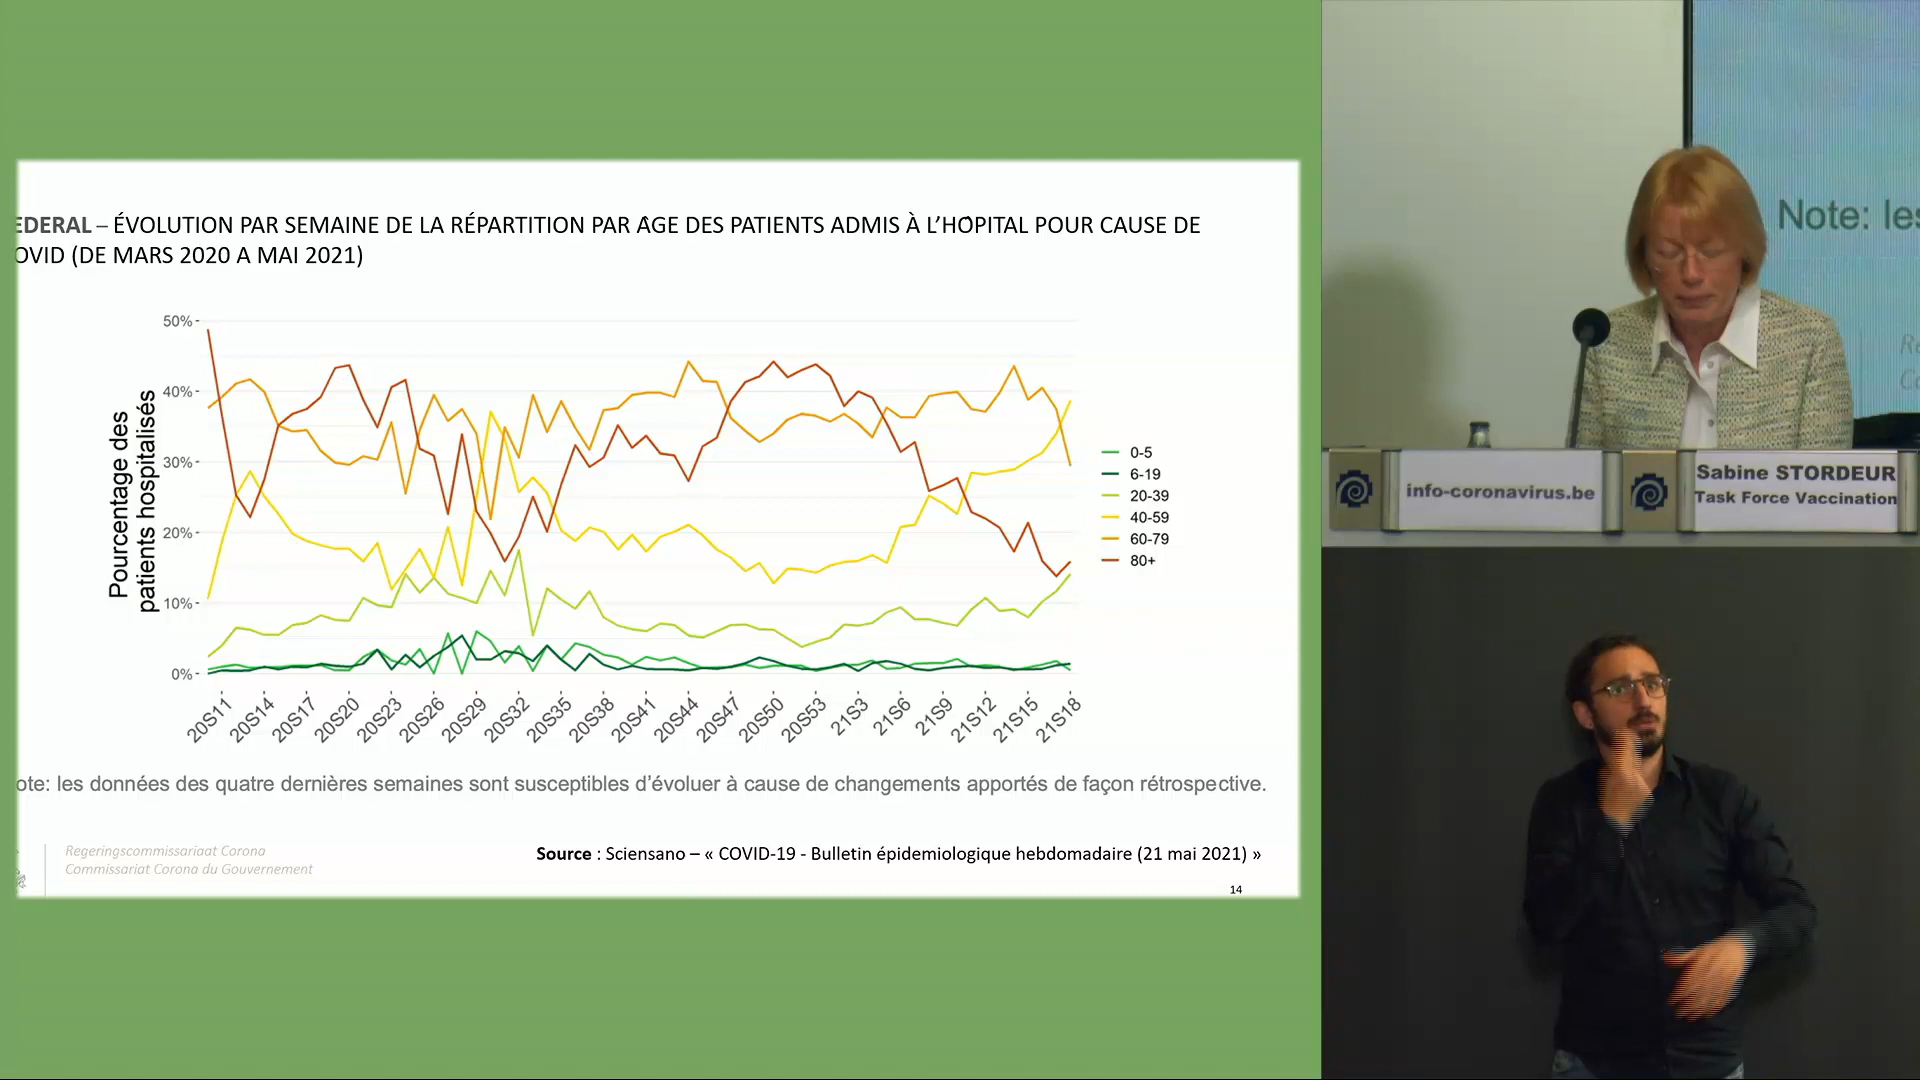 EDERAL – ÉVOLUTION PAR SEMAINE DE LA RÉPARTITION PAR ÂGE DES PATIENTS ADMIS À L'HÔPITAL POUR CAUSE DE
OVID (DE MARS 2020 A MAI 2021)
Pourcentage des
patients hospitalisés
50%
40%
30%
20%
10%
0%
20S11
20S14
20S17
20S20
20S23
20S26
20S29
20S32
20S35
20S38
20S41
20S44
20S47
20S50
20S53
21S3
21S6
21S9
21S12
21S15
21S18
0-5
6-19
20-39
40-59
60-79
80+
ote: les données des quatre dernières semaines sont susceptibles d'évoluer à cause de changements apportés de façon rétrospective.
Regeringscommissariaat Corona
Commissariat Corona du Gouvernement
Source : Sciensano – « COVID-19 - Bulletin épidemiologique hebdomadaire (21 mai 2021) »
14
Note: les
Re
Co
info-coronavirus.be
Sabine STORDEUR
Task Force Vaccination